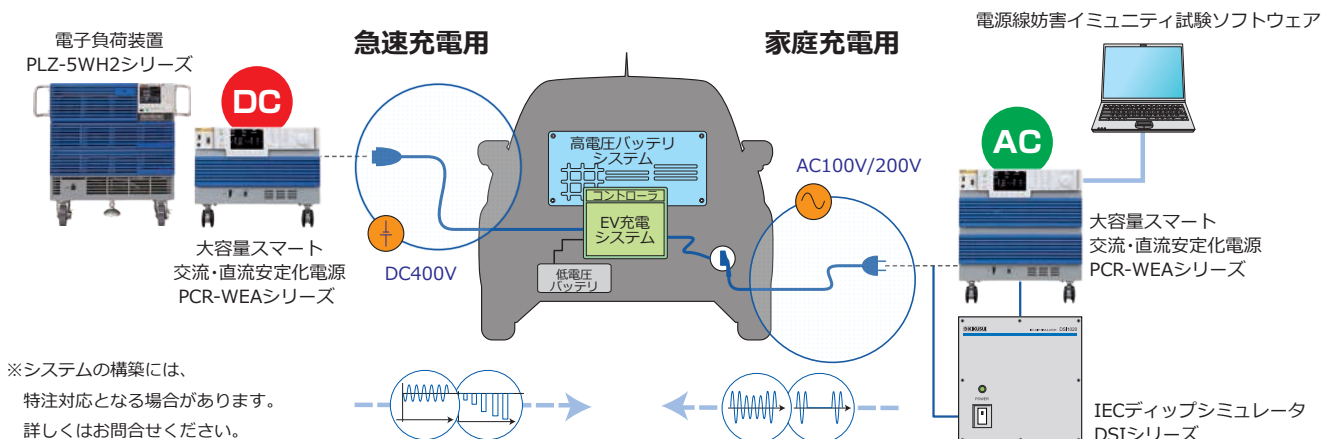 電子負荷装置
PLZ-5WH2シリーズ
DC
大容量スマート
交流・直流安定化電源
PCR-WEAシリーズ
急速充電用
DC400V
高電圧バッテリ
システム
コントローラ
EV充電
システム
低電圧
バッテリ
家庭充電用
AC100V/200V
電源線妨害イミュニティ試験ソフトウェア
AC
大容量スマート
交流・直流安定化電源
PCR-WEAシリーズ
KIKUSUI
DSI1020
POWER
IECディップシミュレータ
DSIシリーズ
※システムの構築には、
特注対応となる場合があります。
詳しくはお問合せください。